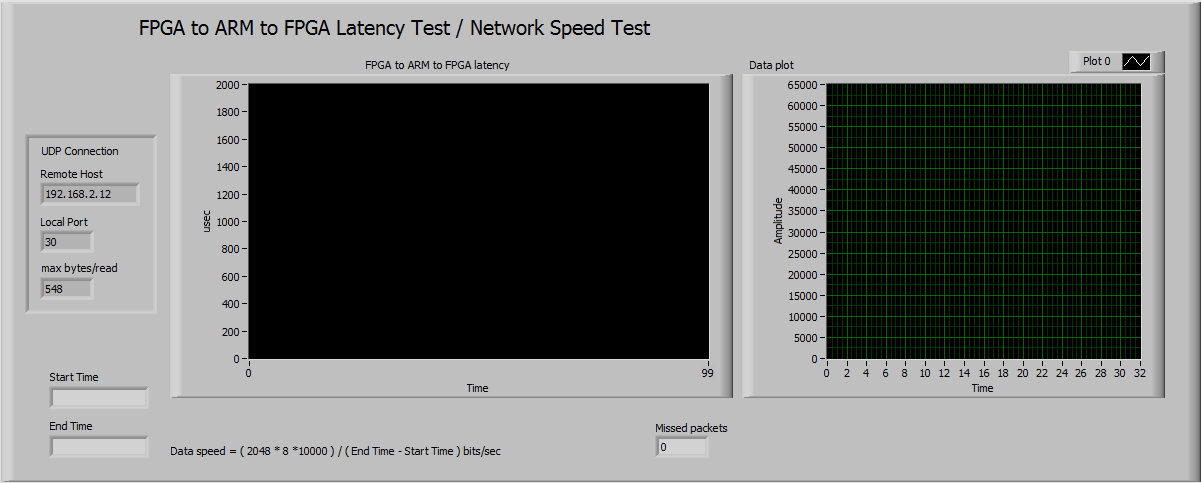 FPGA to ARM to FPGA Latency Test / Network Speed Test
UDP Connection
Remote Host
192.168.2.12
Local Port
30
max bytes/read
548
Start Time
End Time
FPGA to ARM to FPGA latency
2000
1800
1600
1400
1200
1000
800
600
400
200
0
usec
0 99
Time
Data plot
Plot 0
65000
60000
55000
50000
45000
40000
35000
30000
25000
20000
15000
10000
5000
0
Amplitude
0 2 4 6 8 10 12 14 16 18 20 22 24 26 28 30 32
Time
Data speed = ( 2048 * 8 *10000 ) / ( End Time - Start Time ) bits/sec
Missed packets
0